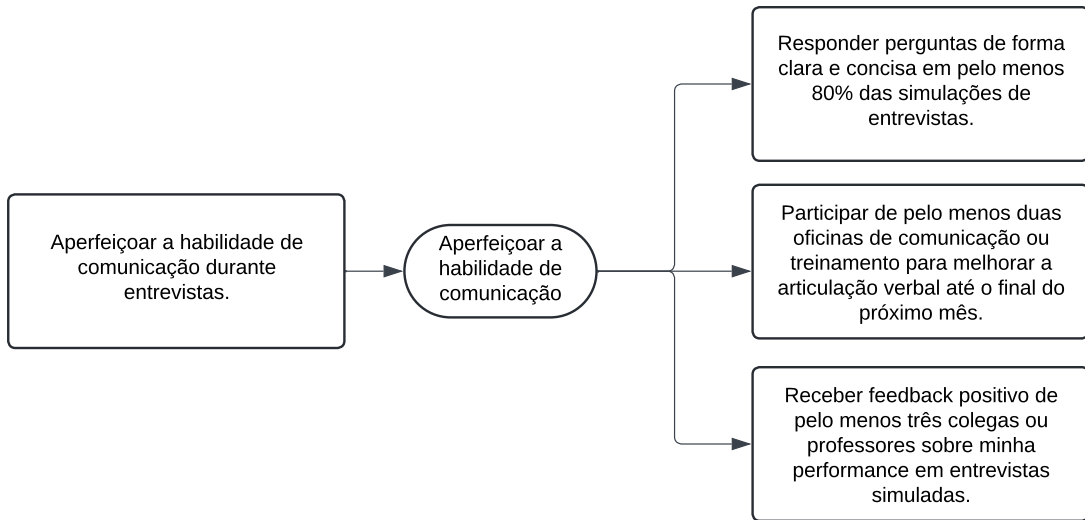 Aperfeiçoar a habilidade de
comunicação durante
entrevistas.
Aperfeiçoar a
habilidade de
comunicação
Responder perguntas de forma
clara e concisa em pelo menos
80% das simulações de
entrevistas.
Participar de pelo menos duas
oficinas de comunicação ou
treinamento para melhorar a
articulação verbal até o final do
próximo mês.
Receber feedback positivo de
pelo menos três colegas ou
professores sobre minha
performance em entrevistas
simuladas.